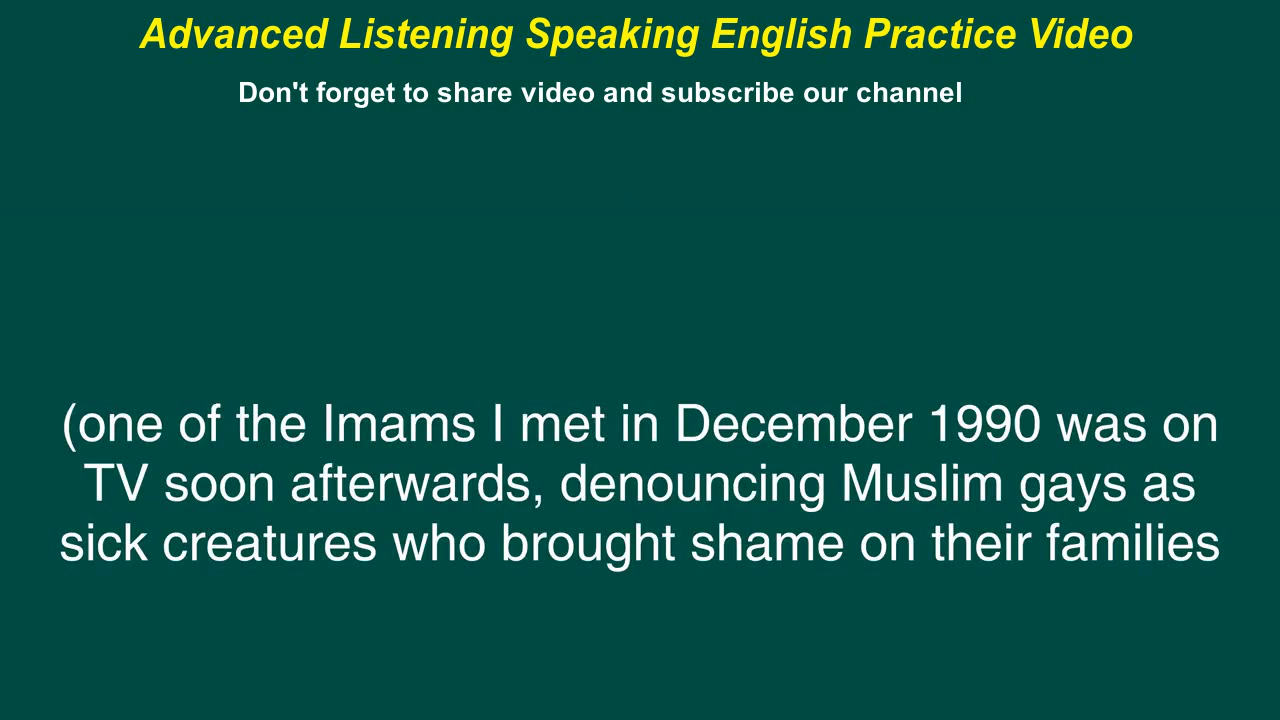 Advanced Listening Speaking English Practice Video
Don't forget to share video and subscribe our channel
(one of the Imams I met in December 1990 was on
TV soon afterwards, denouncing Muslim gays as
sick creatures who brought shame on their families